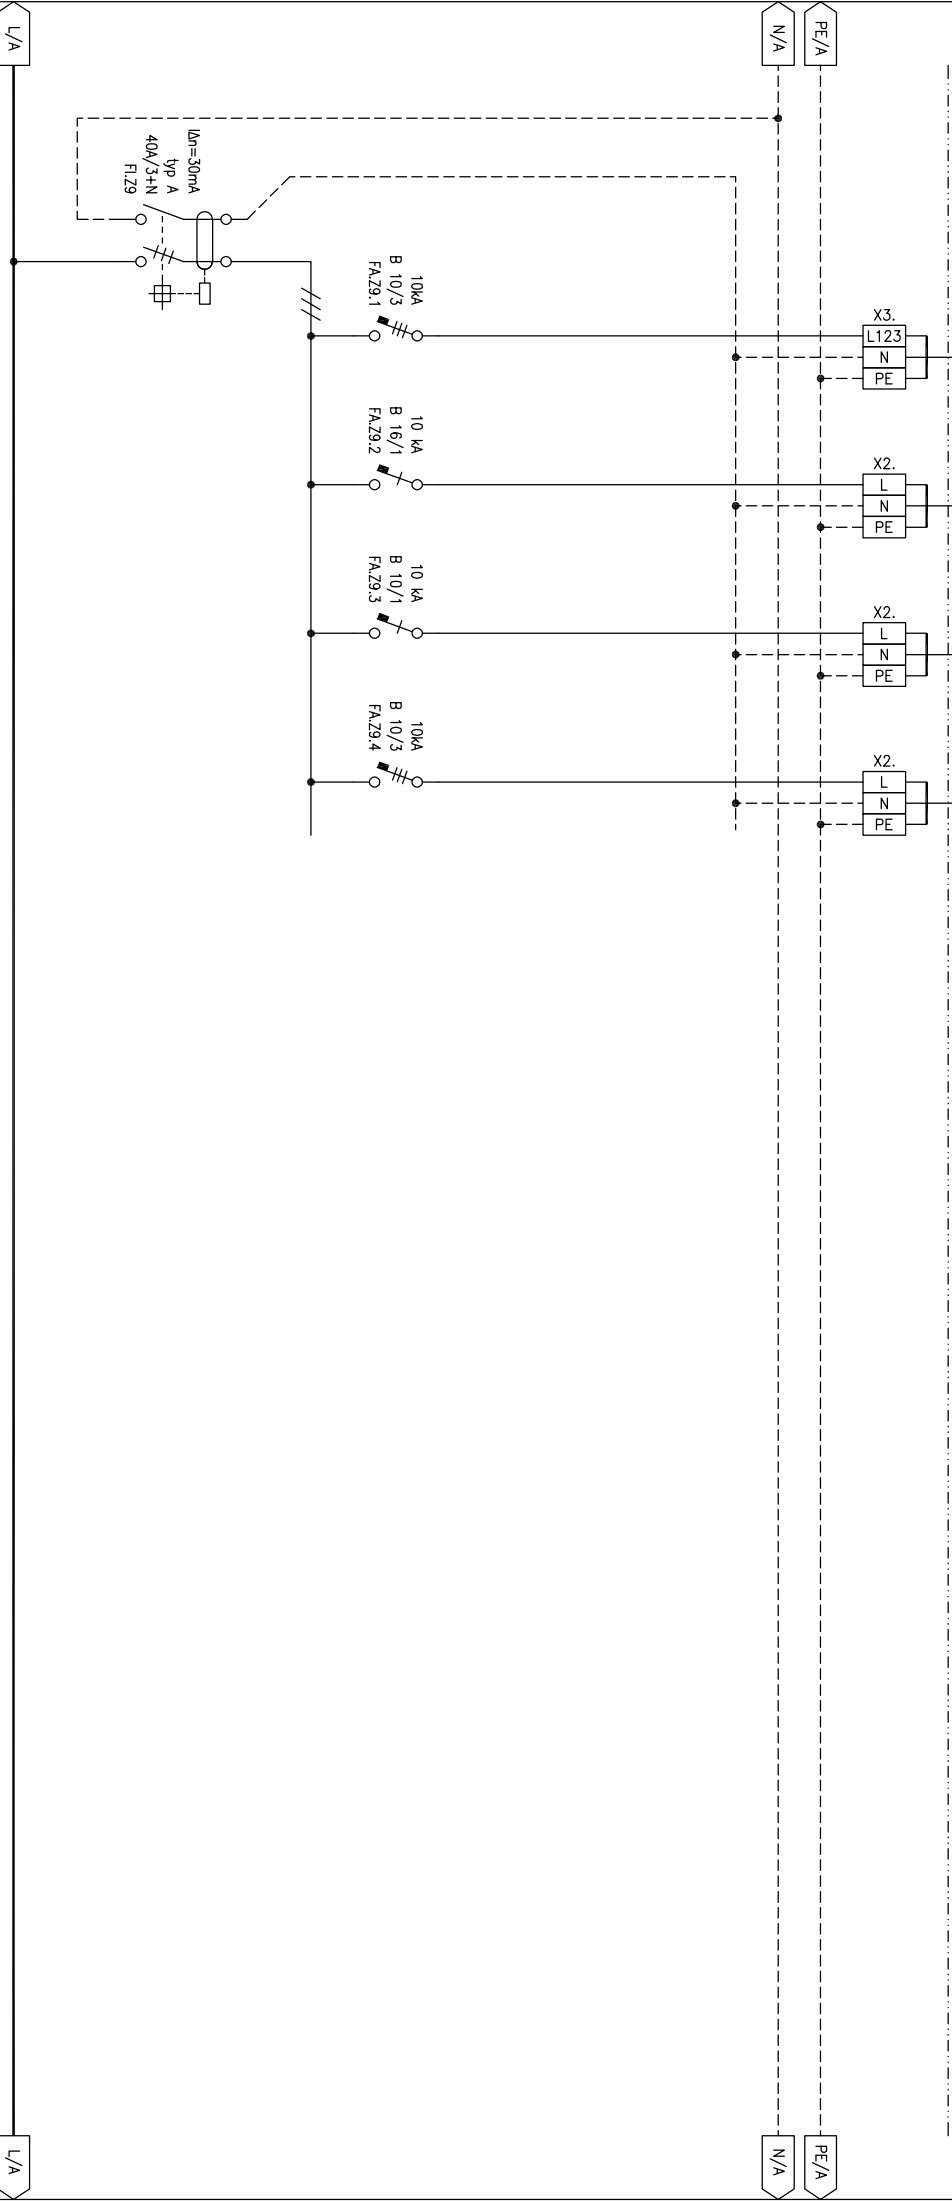 L/A
N/A
PE/A
IΔn=30mA
typ A
40A/3+N
FI.Z9
10kA
B 10/3
FA.Z9.1
X3.
L123
N
PE
10 kA
B 16/1
FA.Z9.2
X2.
L
N
PE
10 kA
B 10/1
FA.Z9.3
X2.
L
N
PE
10kA
B 10/3
FA.Z9.4
X2.
L
N
PE
L/A
N/A
PE/A